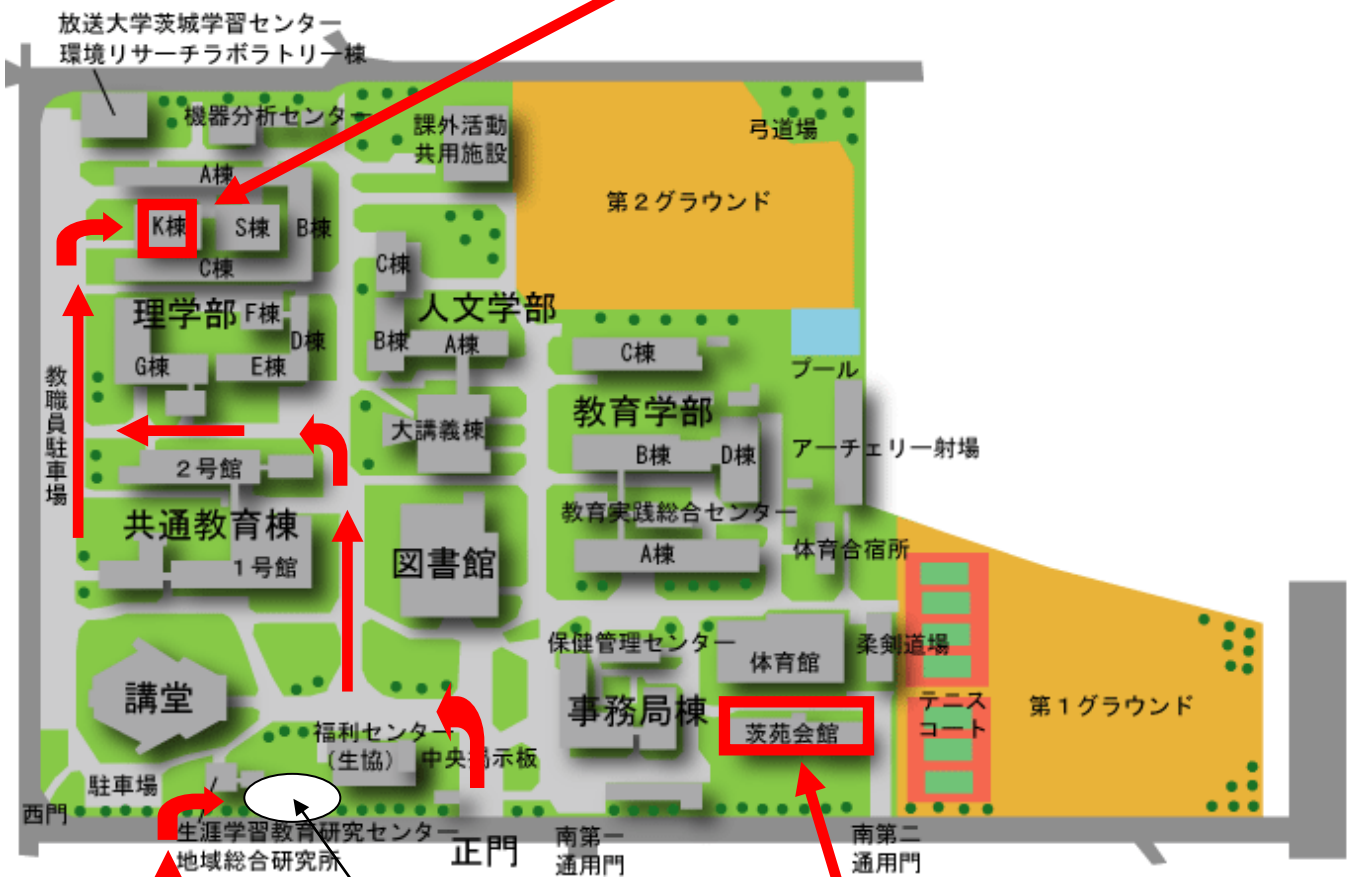 放送大学茨城学習センター
環境リサーチラボラトリー棟
機器分析センター
課外活動
共用施設
弓道場
第2グラウンド
A棟
K棟
S棟
B棟
C棟
理学部
F棟
D棟
G棟
E棟
C棟
人文学部
B棟
A棟
大講義棟
C棟
プール
教育学部
B棟
D棟
アーチェリー射場
教育実践総合センター
A棟
体育合宿所
教職員駐車場
2号館
共通教育棟
1号館
図書館
保健管理センター
体育館
柔剣道場
講堂
事務局棟
茨苑会館
テニス
コート
第1グラウンド
福利センター
(生協)
中央掲示板
駐車場
西門
生涯学習教育研究センター
地域総合研究所
正門
南第一
通用門
南第二
通用門